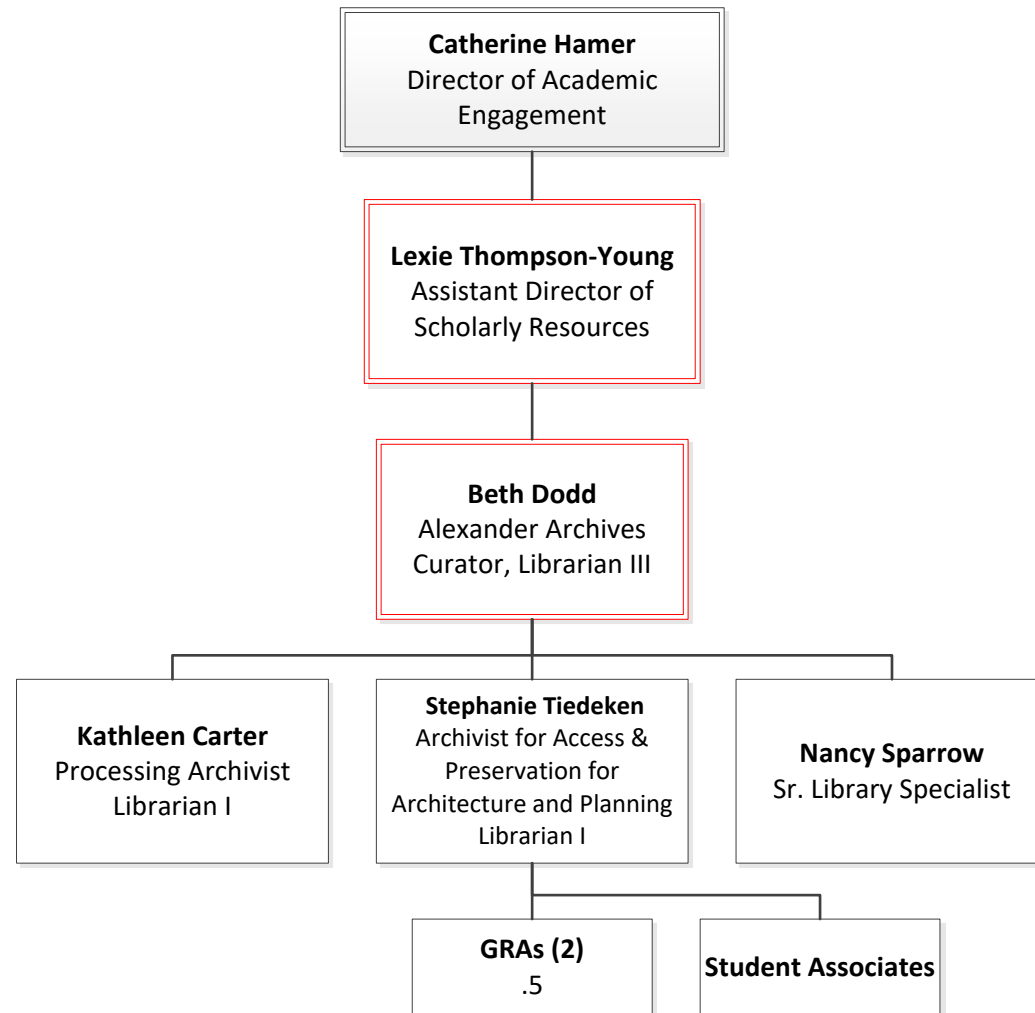 Catherine Hamer
Director of Academic
Engagement
Lexie Thompson-Young
Assistant Director of
Scholarly Resources
Beth Dodd
Alexander Archives
Curator, Librarian III
Kathleen Carter
Processing Archivist
Librarian I
Stephanie Tiedeken
Archivist for Access &
Preservation for
Architecture and Planning
Librarian I
Nancy Sparrow
Sr. Library Specialist
GRAs (2)
.5
Student Associates